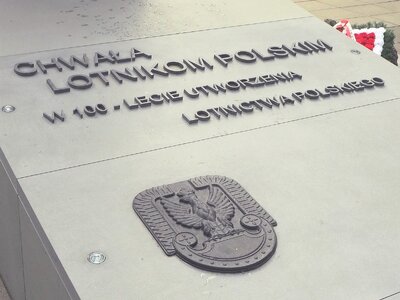 CHWAŁA
LOTNIKOM POLSKIM
W 100 - LECIE UTWORZENIA
LOTNICTWA POLSKIEGO